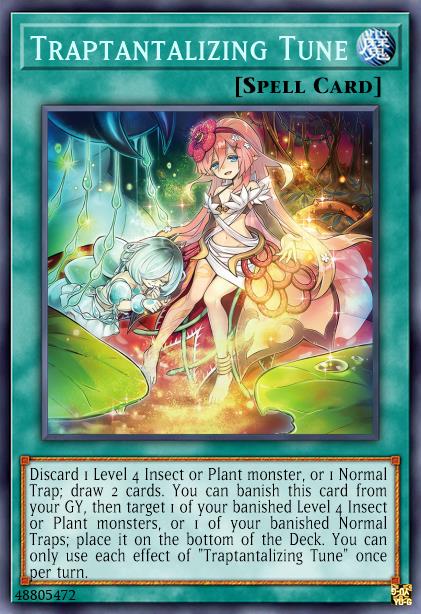 Traptantalizing Tune
魔
[Spell Card]
Discard 1 Level 4 Insect or Plant monster, or 1 Normal
Trap; draw 2 cards. You can banish this card from
your GY, then target 1 of your banished Level 4 Insect
or Plant monsters, or 1 of your banished Normal
Traps; place it on the bottom of the Deck. You can
only use each effect of "Traptantalizing Tune" once
per turn.
48805472